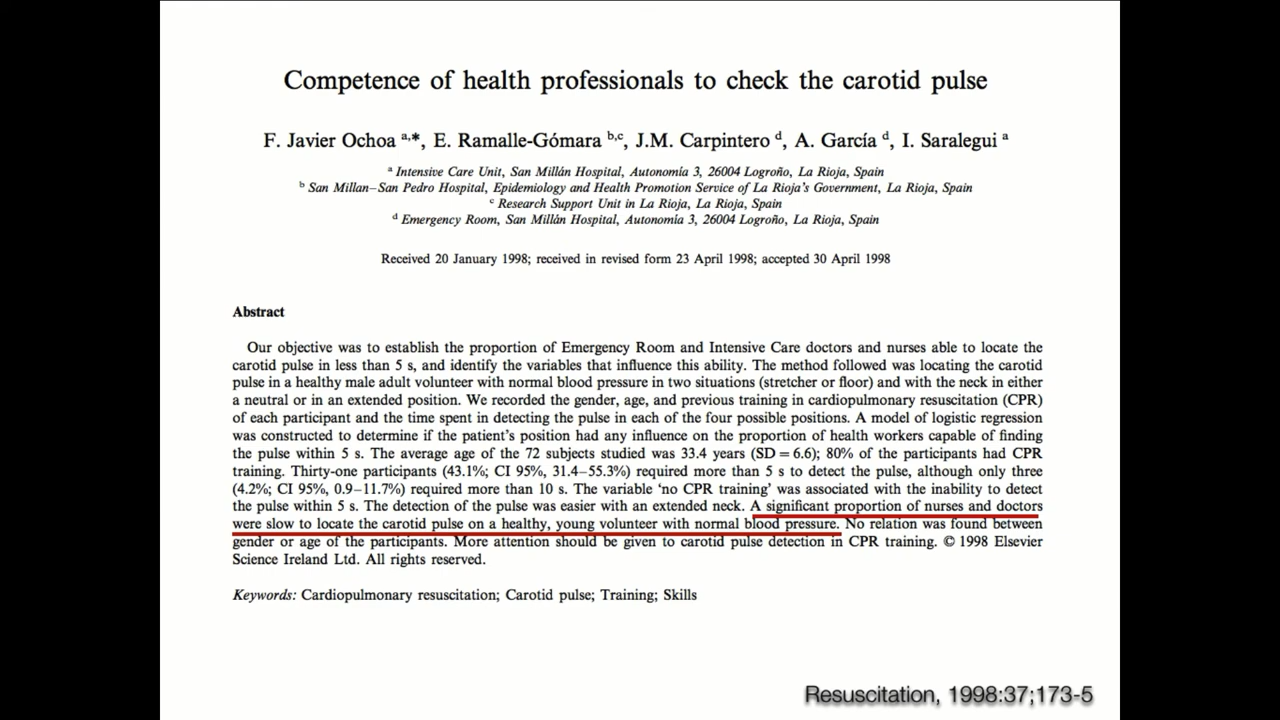 Competence of health professionals to check the carotid pulse
F. Javier Ochoa a,*, E. Ramalle-Gómara b,c, J.M. Carpintero d, A. García d, I. Saralegui a
a Intensive Care Unit, San Millán Hospital, Autonomía 3, 26004 Logroño, La Rioja, Spain
b San Millan–San Pedro Hospital, Epidemiology and Health Promotion Service of La Rioja's Government, La Rioja, Spain
c Research Support Unit in La Rioja, La Rioja, Spain
d Emergency Room, San Millán Hospital, Autonomía 3, 26004 Logroño, La Rioja, Spain
Received 20 January 1998; received in revised form 23 April 1998; accepted 30 April 1998
Abstract
Our objective was to establish the proportion of Emergency Room and Intensive Care doctors and nurses able to locate the
carotid pulse in less than 5 s, and identify the variables that influence this ability. The method followed was locating the carotid
pulse in a healthy male adult volunteer with normal blood pressure in two situations (stretcher or floor) and with the neck in either
a neutral or in an extended position. We recorded the gender, age, and previous training in cardiopulmonary resuscitation (CPR)
of each participant and the time spent in detecting the pulse in each of the four possible positions. A model of logistic regression
was constructed to determine if the patient's position had any influence on the proportion of health workers capable of finding
the pulse within 5 s. The average age of the 72 subjects studied was 33.4 years (SD = 6.6); 80% of the participants had CPR
training. Thirty-one participants (43.1%; CI 95%, 31.4–55.3%) required more than 5 s to detect the pulse, although only three
(4.2%; CI 95%, 0.9–11.7%) required more than 10 s. The variable 'no CPR training' was associated with the inability to detect
the pulse within 5 s. The detection of the pulse was easier with an extended neck. A significant proportion of nurses and doctors
were slow to locate the carotid pulse on a healthy, young volunteer with normal blood pressure. No relation was found between
gender or age of the participants. More attention should be given to carotid pulse detection in CPR training. © 1998 Elsevier
Science Ireland Ltd. All rights reserved.
Keywords: Cardiopulmonary resuscitation; Carotid pulse; Training; Skills
Resuscitation, 1998:37;173-5